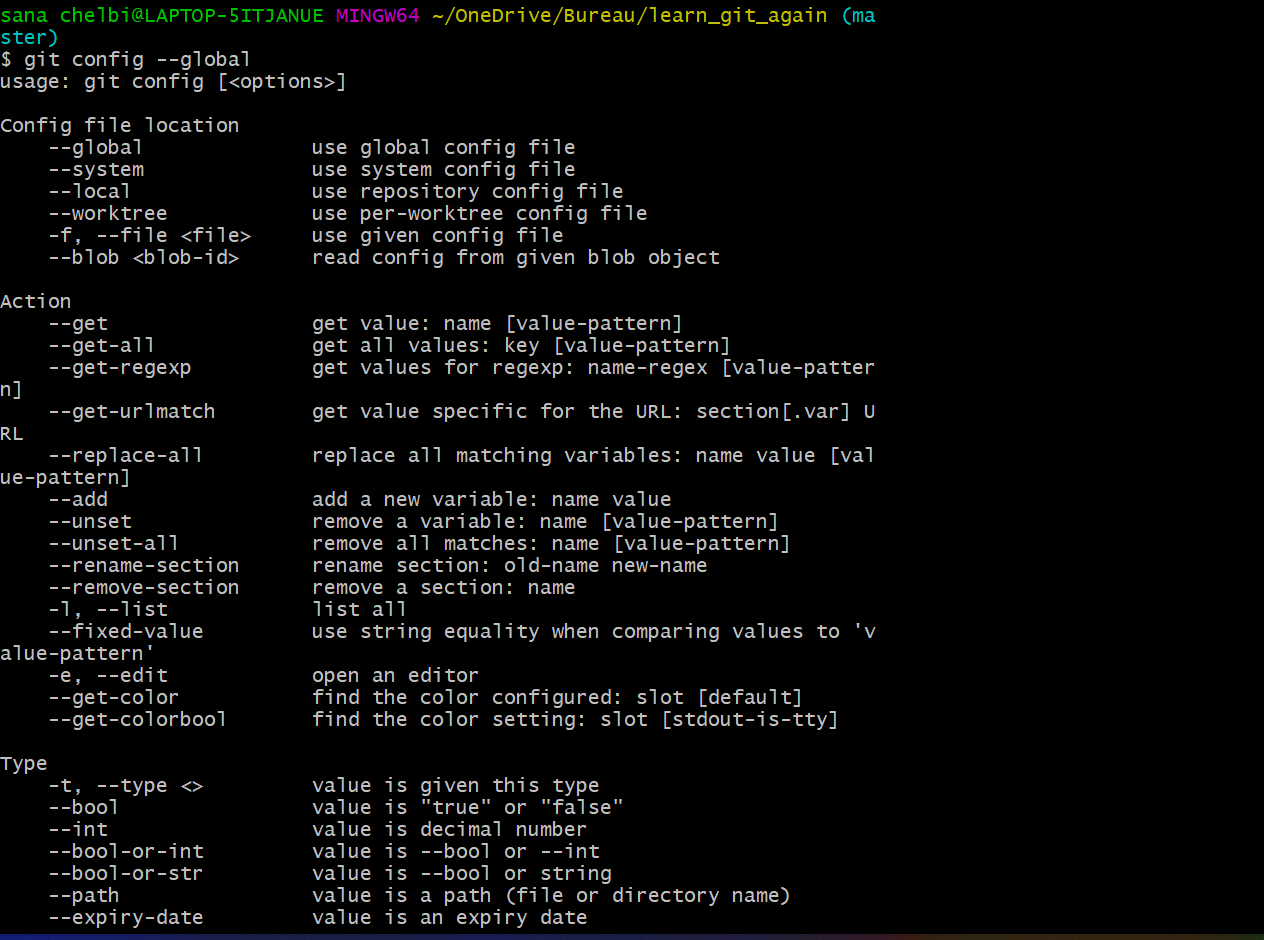 sana chelbi@LAPTOP-5ITJANUE MINGW64 ~/OneDrive/Bureau/learn_git_again (ma
ster)
$ git config --global
usage: git config [<options>]

Config file location
    --global              use global config file
    --system              use system config file
    --local               use repository config file
    --worktree            use per-worktree config file
    -f, --file <file>     use given config file
    --blob <blob-id>      read config from given blob object

Action
    --get                 get value: name [value-pattern]
    --get-all             get all values: key [value-pattern]
    --get-regexp          get values for regexp: name-regex [value-patter
n]
    --get-urlmatch        get value specific for the URL: section[.var] U
RL
    --replace-all         replace all matching variables: name value [val
ue-pattern]
    --add                 add a new variable: name value
    --unset               remove a variable: name [value-pattern]
    --unset-all           remove all matches: name [value-pattern]
    --rename-section      rename section: old-name new-name
    --remove-section      remove a section: name
    -l, --list            list all
    --fixed-value         use string equality when comparing values to 'v
alue-pattern'
    -e, --edit            open an editor
    --get-color           find the color configured: slot [default]
    --get-colorbool       find the color setting: slot [stdout-is-tty]

Type
    -t, --type <>         value is given this type
    --bool                value is "true" or "false"
    --int                 value is decimal number
    --bool-or-int         value is --bool or --int
    --bool-or-str         value is --bool or string
    --path                value is a path (file or directory name)
    --expiry-date         value is an expiry date